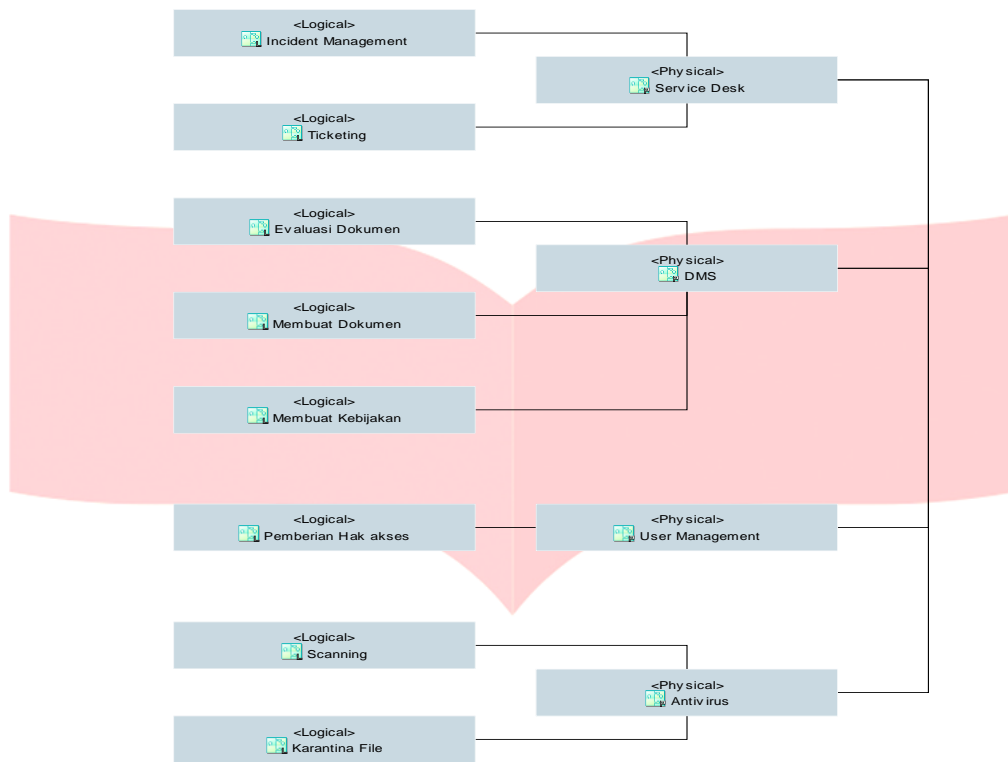 <Logical>
Incident Management
<Physical>
Service Desk
<Logical>
Ticketing
<Logical>
Evaluasi Dokumen
<Physical>
DMS
<Logical>
Membuat Dokumen
<Logical>
Membuat Kebijakan
<Logical>
Pemberian Hak akses
<Physical>
User Management
<Logical>
Scanning
<Physical>
Antivirus
<Logical>
Karantina File